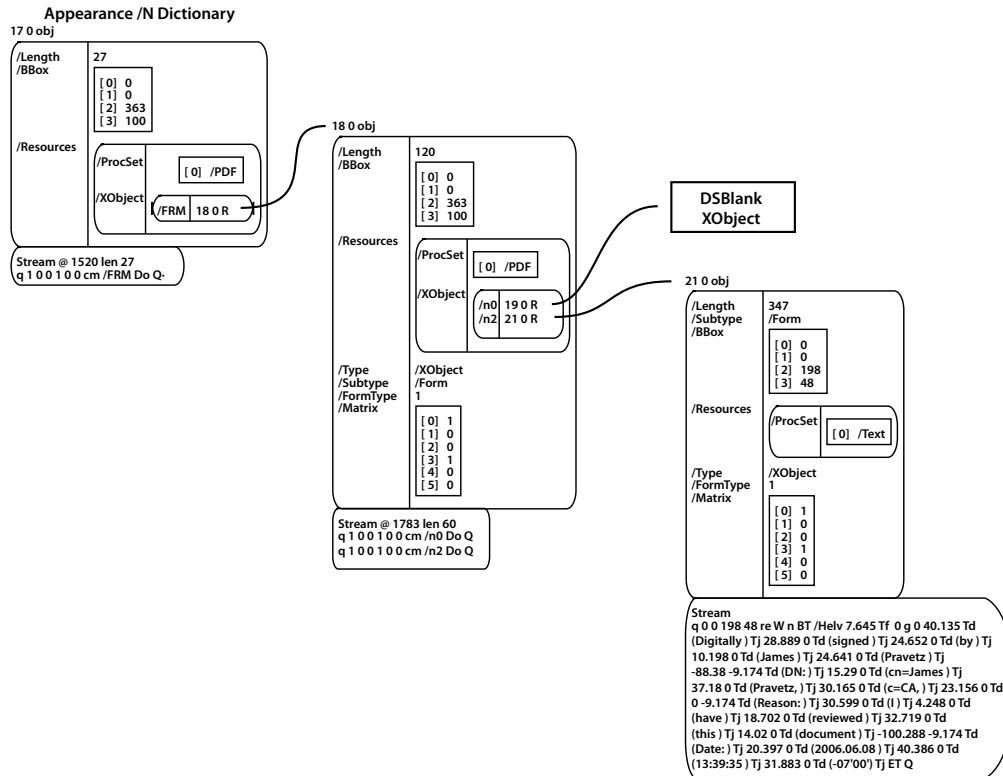 Appearance /N Dictionary
17 0 obj
/Length 27
/BBox
[ 0] 0
[ 1] 0
[ 2] 363
[ 3] 100
/Resources
/ProcSet
[ 0] /PDF
/XObject
/FRM 18 0 R
Stream @ 1520 len 27
q 1 0 0 1 0 0 cm /FRM Do Q·
18 0 obj
/Length 120
/BBox
[ 0] 0
[ 1] 0
[ 2] 363
[ 3] 100
/Resources
/ProcSet
[ 0] /PDF
/XObject
/n0 19 0 R
/n2 21 0 R
/Type /XObject
/Subtype /Form
/FormType 1
/Matrix
[ 0] 1
[ 1] 0
[ 2] 0
[ 3] 1
[ 4] 0
[ 5] 0
Stream @ 1783 len 60
q 1 0 0 1 0 0 cm /n0 Do Q
q 1 0 0 1 0 0 cm /n2 Do Q
DSBlank
XObject
21 0 obj
/Length 347
/Subtype /Form
/BBox
[ 0] 0
[ 1] 0
[ 2] 198
[ 3] 48
/Resources
/ProcSet
[ 0] /Text
/Type /XObject
/FormType 1
/Matrix
[ 0] 1
[ 1] 0
[ 2] 0
[ 3] 1
[ 4] 0
[ 5] 0
Stream
q 0 0 198 48 re W n BT /Helv 7.645 Tf 0 g 0 40.135 Td
(Digitally ) Tj 28.889 0 Td (signed ) Tj 24.652 0 Td (by ) Tj
10.198 0 Td (James ) Tj 24.641 0 Td (Pravetz ) Tj
-88.38 -9.174 Td (DN: ) Tj 15.29 0 Td (cn=James ) Tj
37.18 0 Td (Pravetz, ) Tj 30.165 0 Td (c=CA, ) Tj 23.156 0 Td
0 -9.174 Td (Reason: ) Tj 30.599 0 Td (I ) Tj 4.248 0 Td
(have ) Tj 18.702 0 Td (reviewed ) Tj 32.719 0 Td
(this ) Tj 14.02 0 Td (document ) Tj -100.288 -9.174 Td
(Date: ) Tj 20.397 0 Td (2006.06.08 ) Tj 40.386 0 Td
(13:39:35 ) Tj 31.883 0 Td (-07'00') Tj ET Q